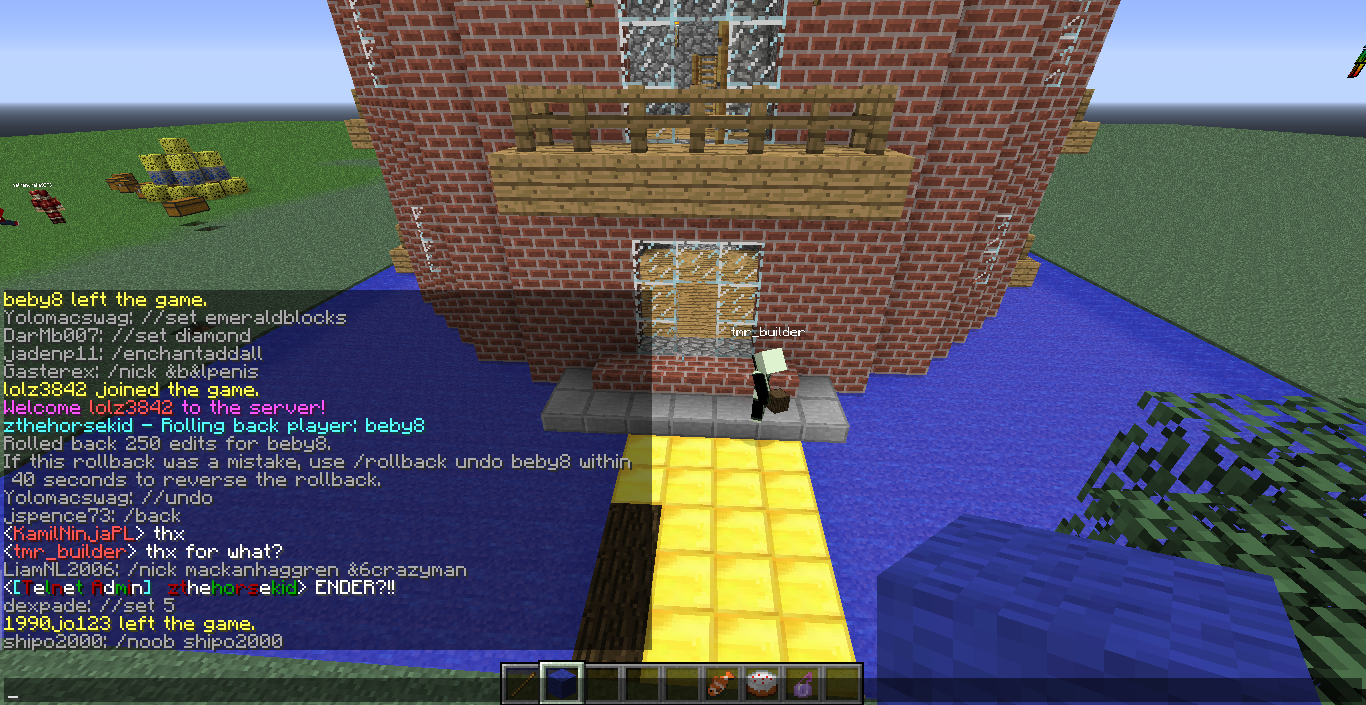 beby8 left the game.
Yolomacswag: //set emeraldblocks
DarMb007: //set diamond
jadenp11: /enchantaddall
Gasterex: /nick &b&lpenis
lolz3842 joined the game.
Welcome lolz3842 to the server!
zthehorsekid - Rolling back player: beby8
Rolled back 250 edits for beby8.
If this rollback was a mistake, use /rollback undo beby8 within
40 seconds to reverse the rollback.
Yolomacswag: //undo
jspence73: /back
<KamilNinjaPL> thx
<tmr_builder> thx for what?
LiamNL2006: /nick mackanhaggren &6crazyman
<[Telnet Admin] zthehorsekid> ENDER?!!
dexpade: //set 5
1990jo123 left the game.
shipo2000: /noob shipo2000
_
tmr_builder